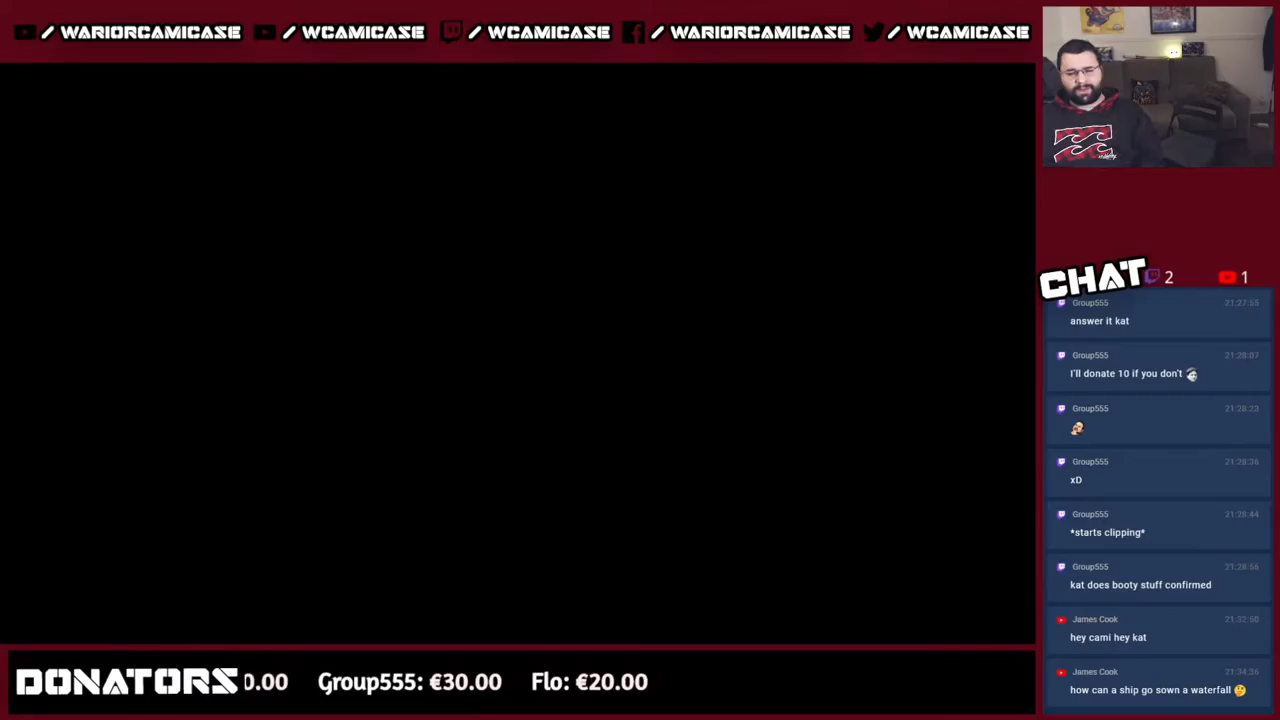 / WARIORCAMICASE / WCAMICASE / WCAMICASE / WARIORCAMICASE / WCAMICASE
CHAT 2 1
Group555 21:27:55
answer it kat
Group555 21:28:07
I'll donate 10 if you don't
Group555 21:28:22
Group555 21:28:36
xD
Group555 21:28:44
*starts clipping*
Group555 21:28:56
kat does booty stuff confirmed
James Cook 21:32:50
hey cami hey kat
James Cook 21:34:36
how can a ship go sown a waterfall 🤔
DONATORS 0.00 Group555: €30.00 Flo: €20.00